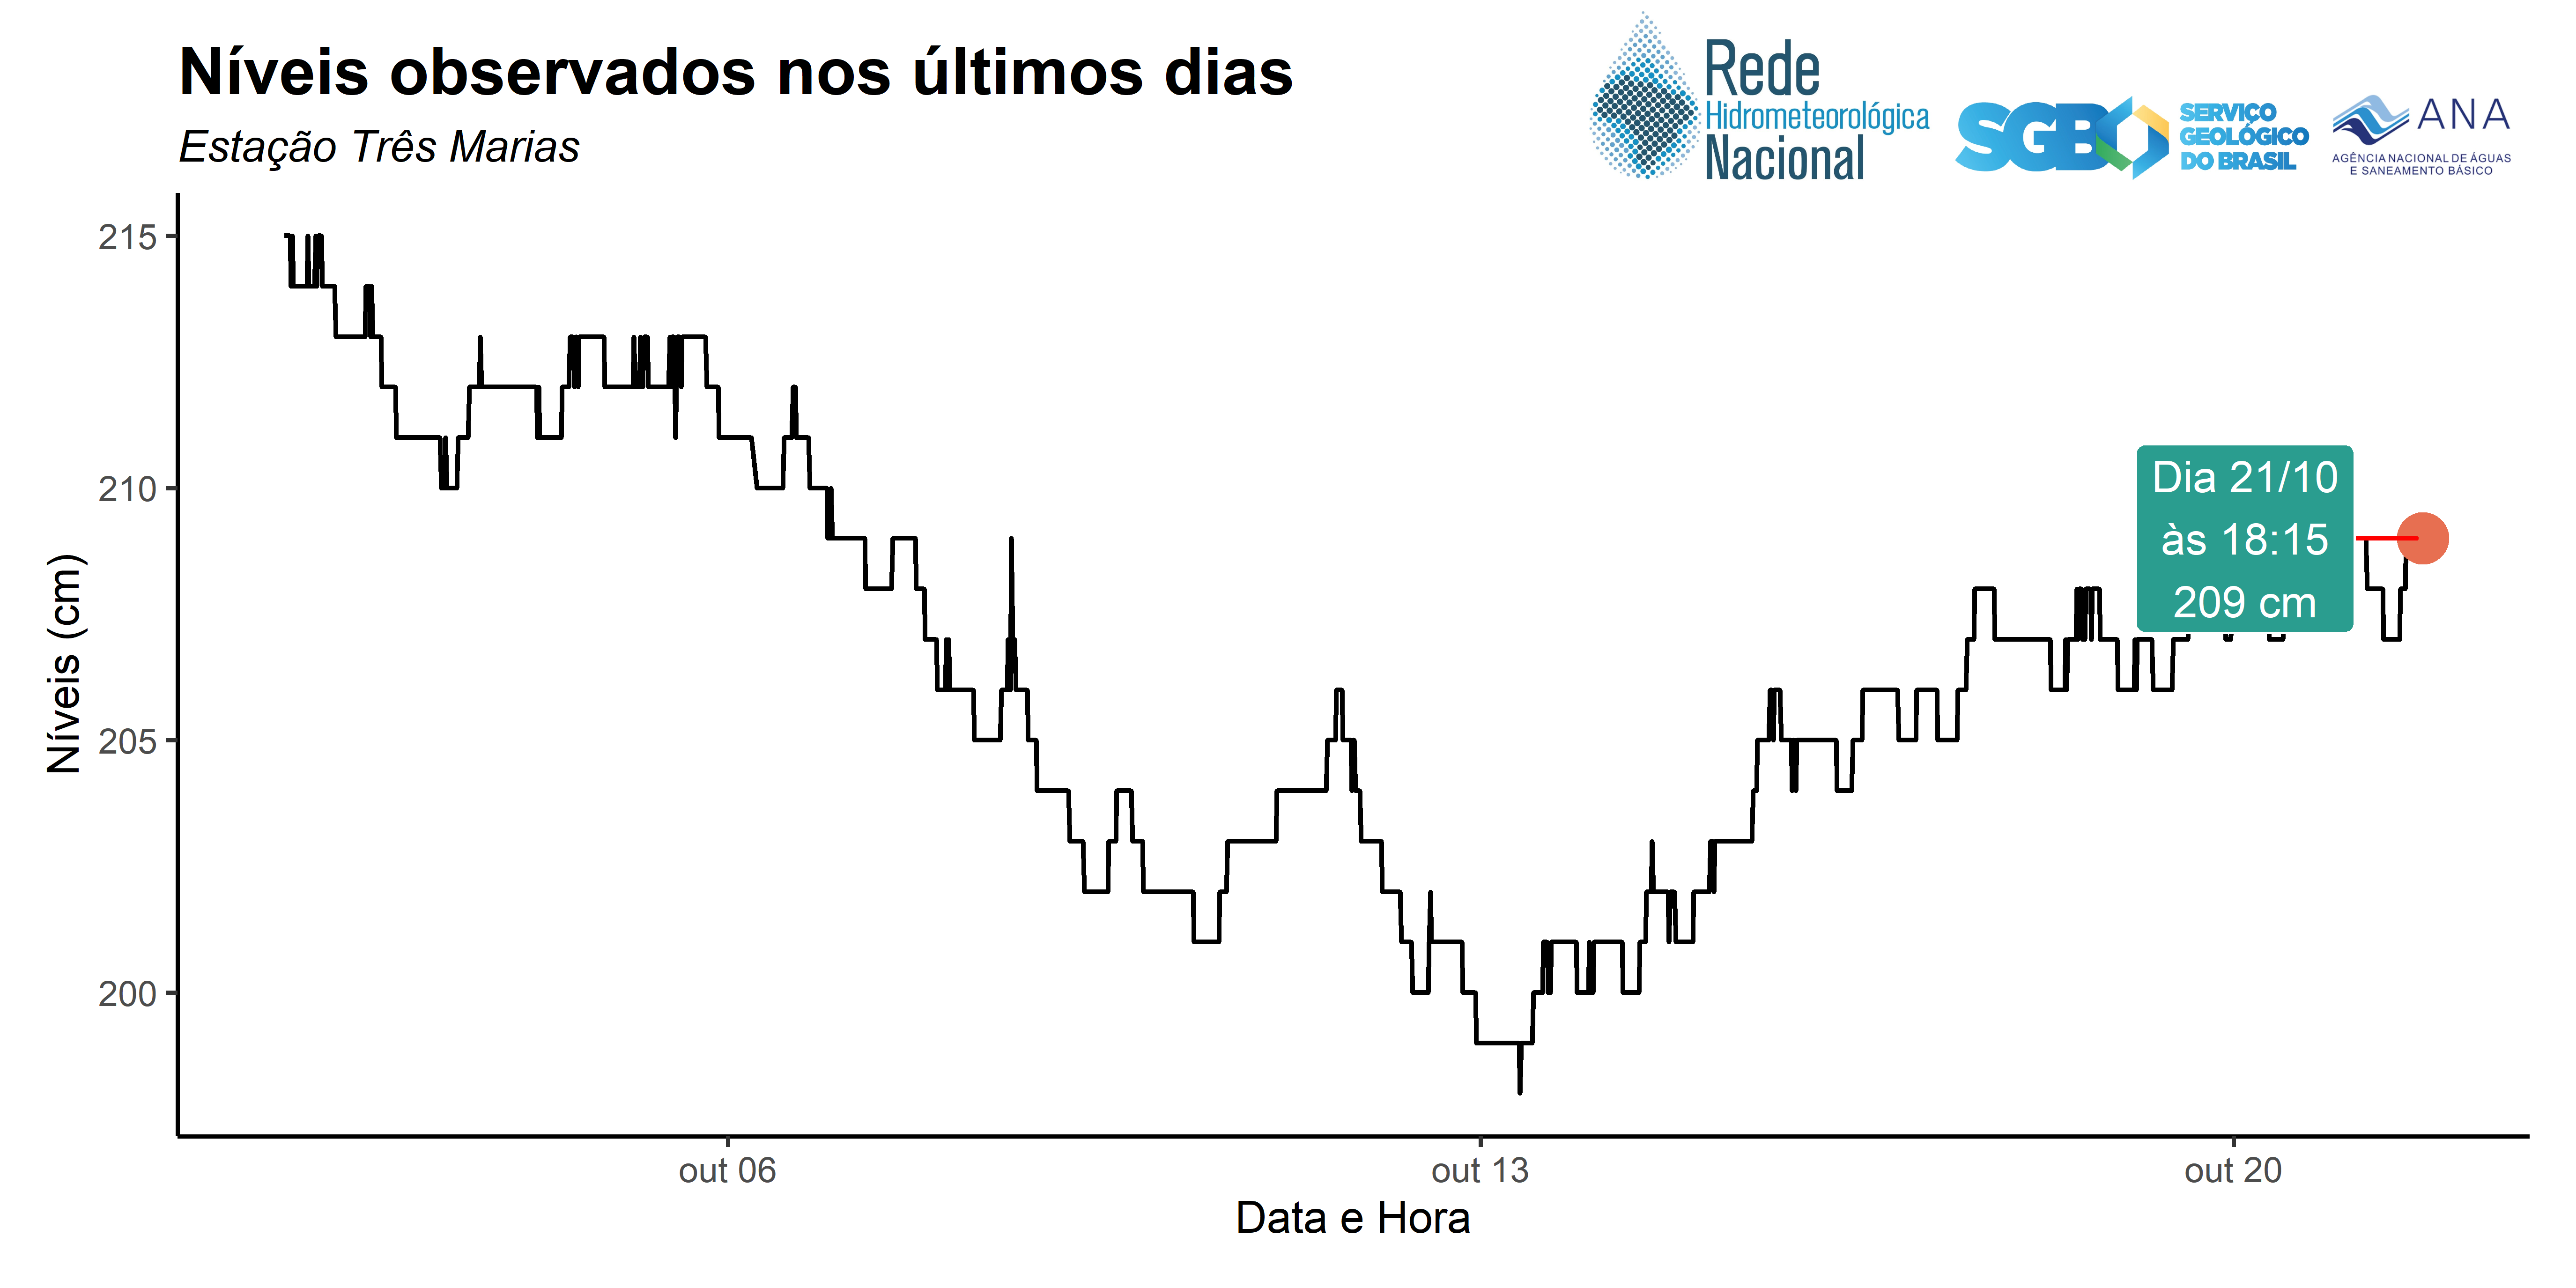 Níveis observados nos últimos dias
Estação Três Marias
Rede
Hidrometeorológica
Nacional
SGB
SERVIÇO
GEOLÓGICO
DO BRASIL
ANA
AGÊNCIA NACIONAL DE ÁGUAS
E SANEAMENTO BÁSICO
Níveis (cm)
215
210
205
200
Dia 21/10
às 18:15
209 cm
out 06
out 13
out 20
Data e Hora